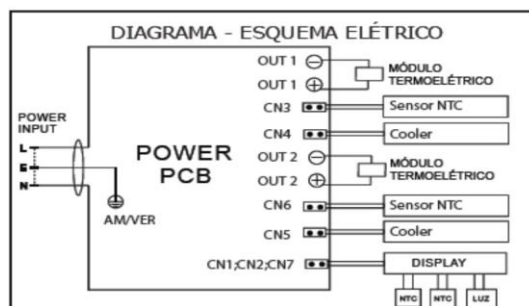 DIAGRAMA - ESQUEMA ELÉTRICO
OUT 1
OUT 1
MÓDULO
TERMOELÉTRICO
CN3
Sensor NTC
CN4
Cooler
POWER
INPUT
L
E
N
AM/VER
POWER
PCB
OUT 2
OUT 2
MÓDULO
TERMOELÉTRICO
CN6
Sensor NTC
CN5
Cooler
CN1;CN2;CN7
DISPLAY
NTC
NTC
LUZ